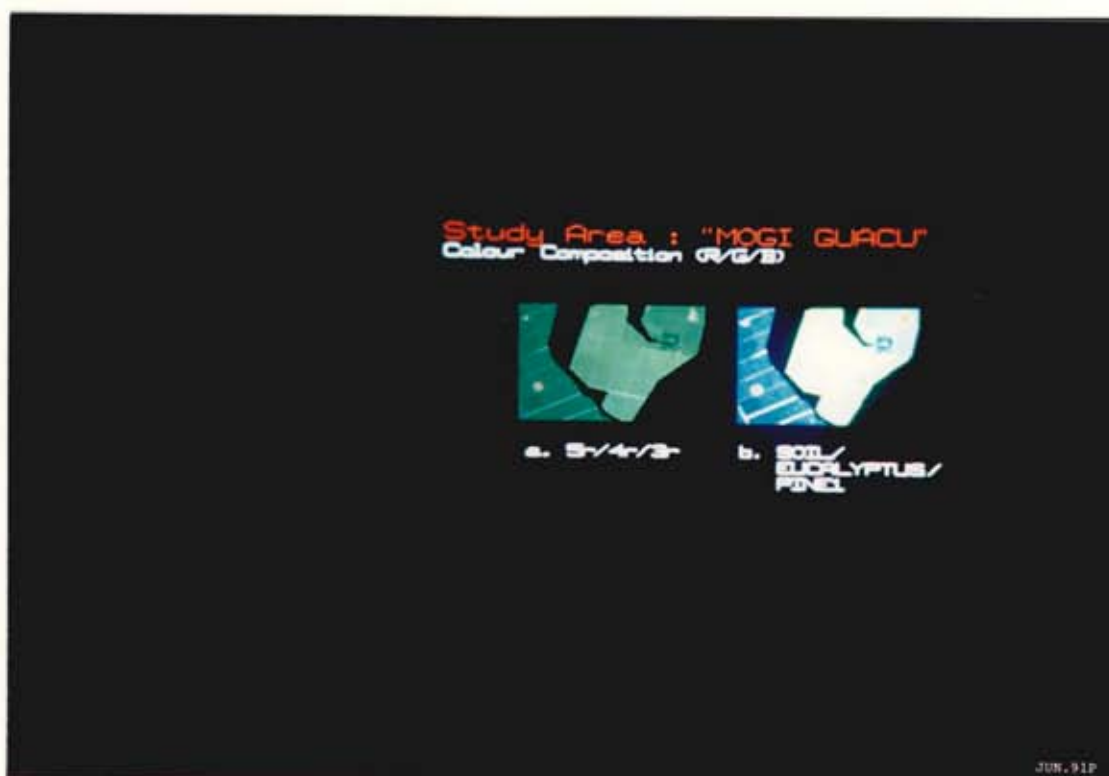 Study Area : "MOGI GUACU"
Colour Composition (R/G/B)
a. 5r/4r/3r
b. SOIL/
EUCALYPTUS/
PINE1
JUN.91P